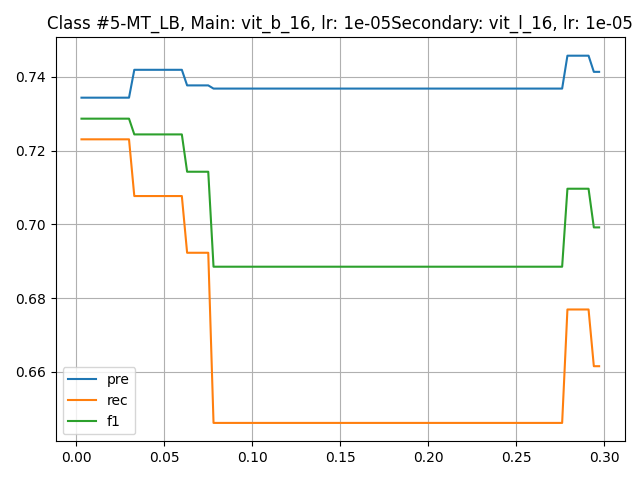 Class #5-MT_LB, Main: vit_b_16, lr: 1e-05Secondary: vit_l_16, lr: 1e-05
0.74
0.72
0.70
0.68
0.66
pre
rec
f1
0.00 0.05 0.10 0.15 0.20 0.25 0.30